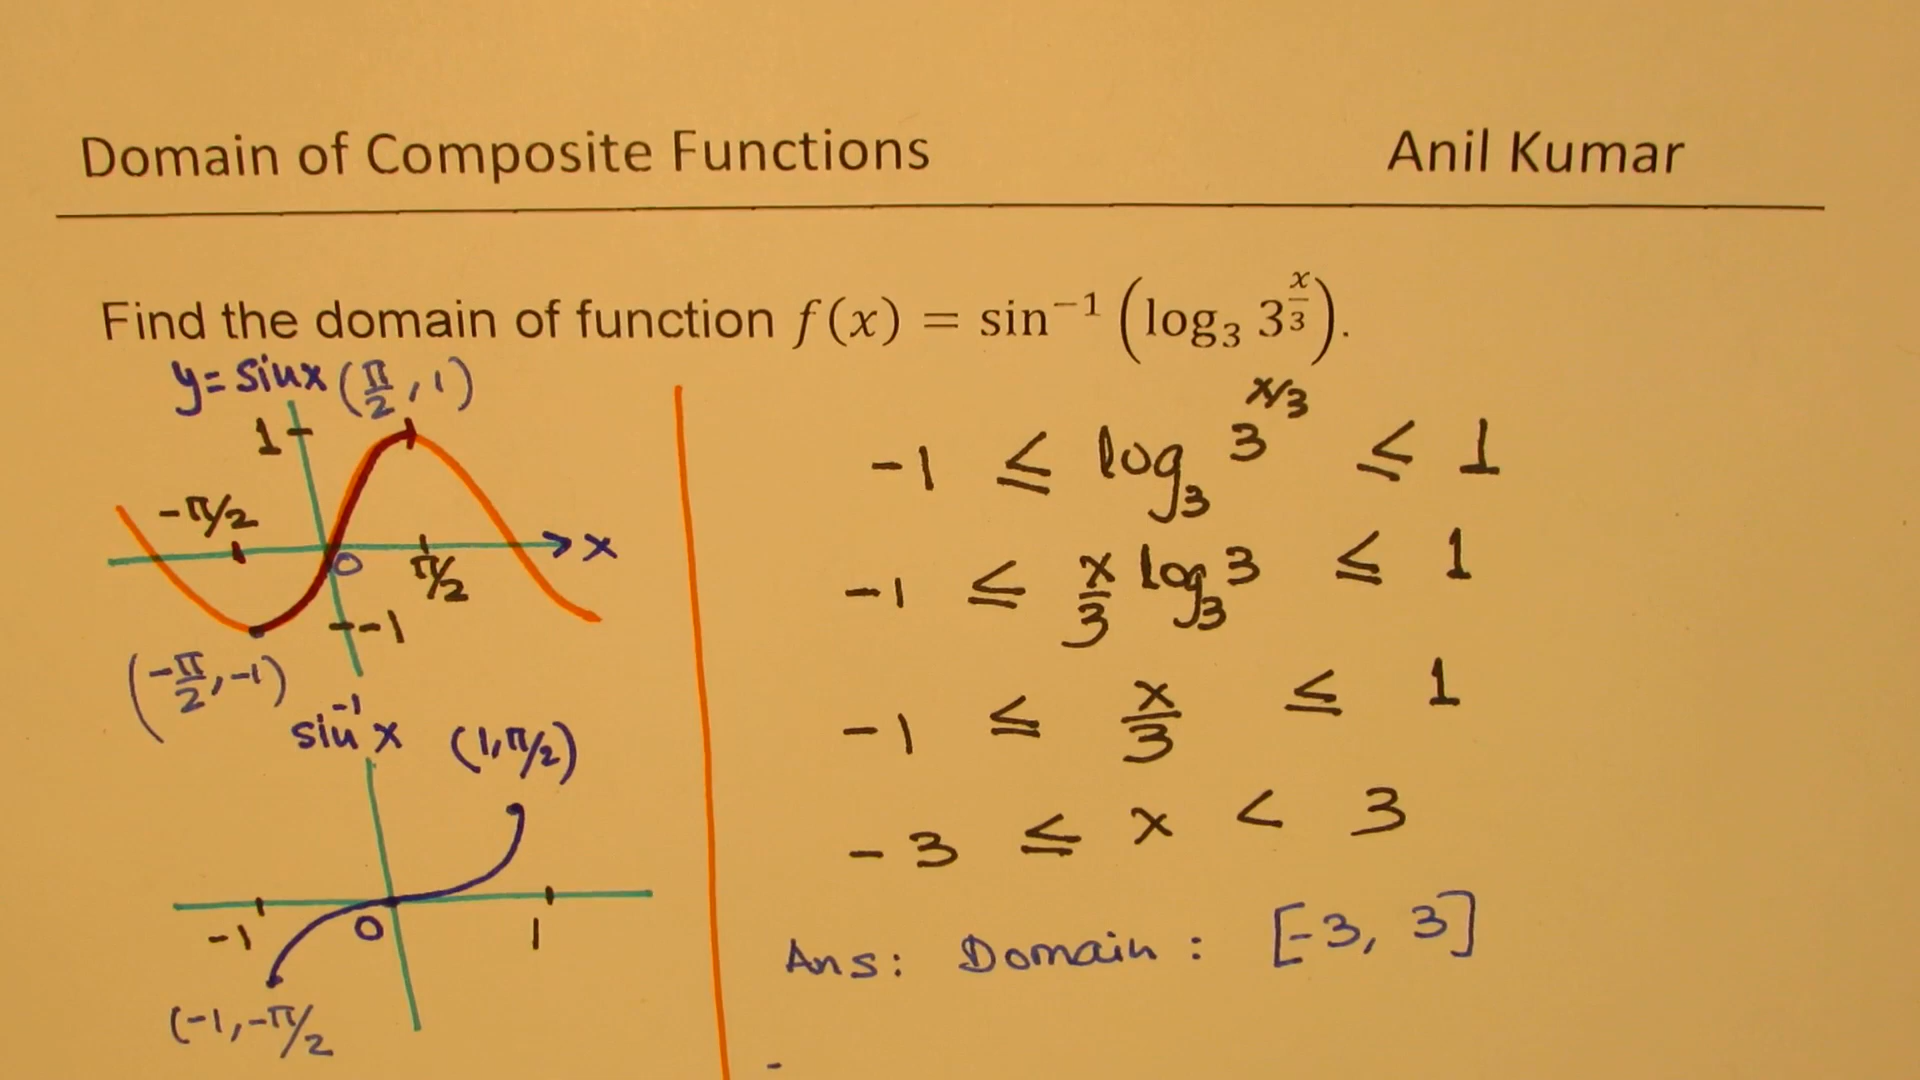 Domain of Composite Functions Anil Kumar
Find the domain of function f(x) = sin⁻¹ (log₃ 3^(x/3)).
y = sinx (π/2, 1)
1
-π/2
0
π/2
x
-1
(-π/2, -1)
sin⁻¹ x
(1, π/2)
-1
0
1
(-1, -π/2
-1 ≤ log₃ 3^(x/3) ≤ 1
-1 ≤ x/3 log₃ 3 ≤ 1
-1 ≤ x/3 ≤ 1
-3 ≤ x < 3
Ans: Domain : [-3, 3]